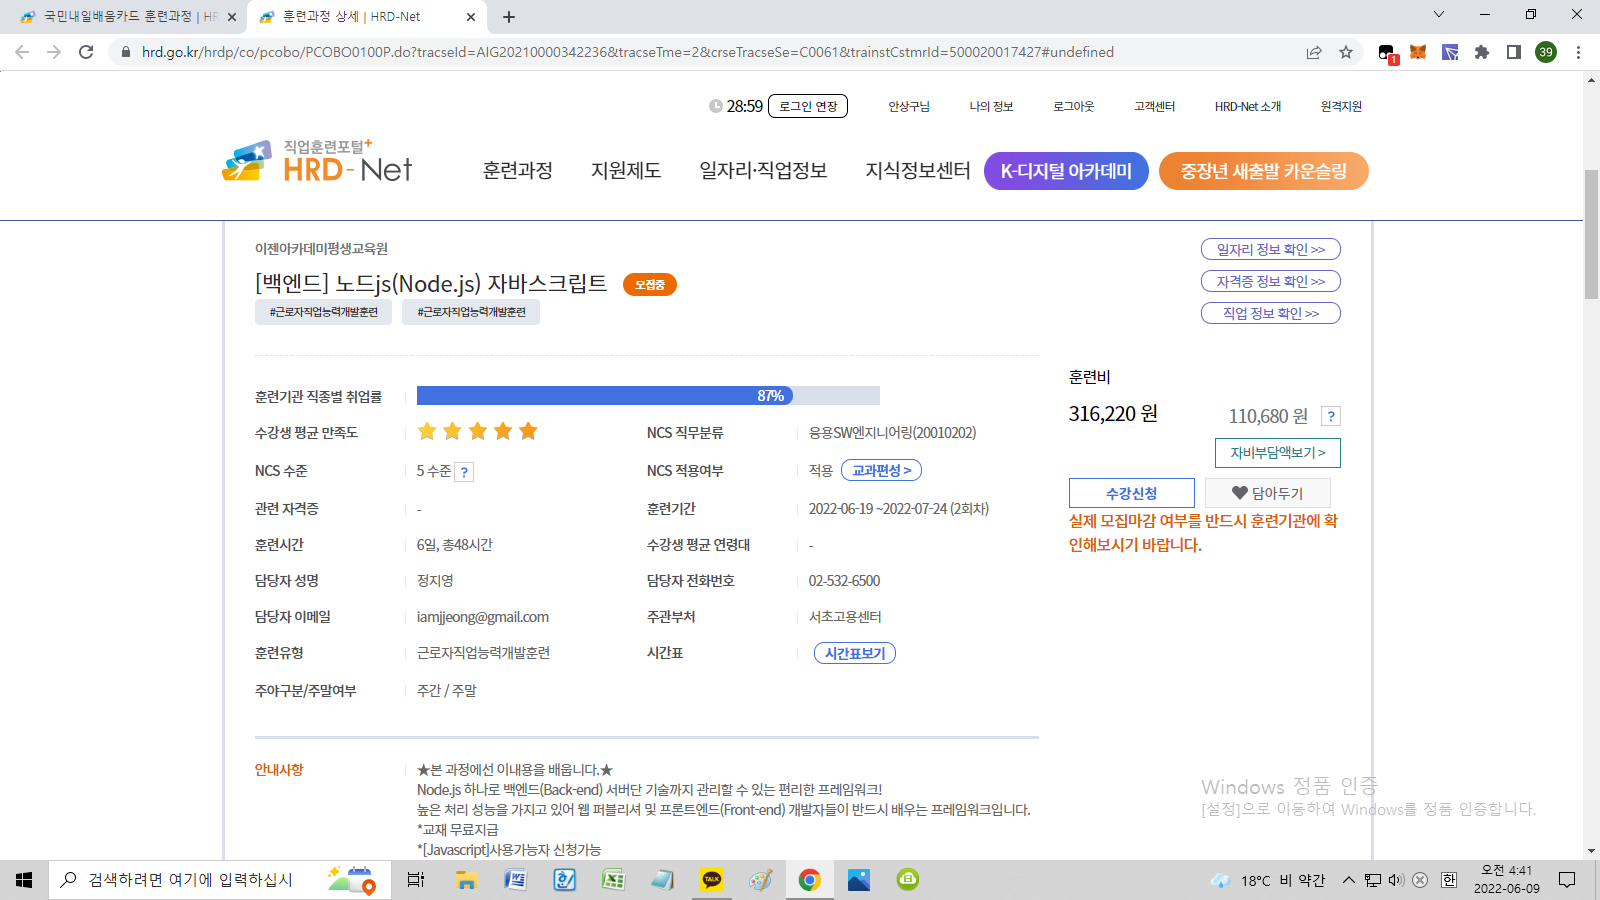 국민내일배움카드 훈련과정 | HR
훈련과정 상세 | HRD-Net
hrd.go.kr/hrdp/co/pcobo/PCOBO0100P.do?tracseId=AIG20210000342236&tracseTme=2&crseTracseSe=C0061&trainstCstmrId=500020017427#undefined
1
39
28:59 로그인 연장 안상구님 나의 정보 로그아웃 고객센터 HRD-Net 소개 원격지원
직업훈련포털+
HRD-Net
훈련과정 지원제도 일자리·직업정보 지식정보센터 K-디지털 아카데미 중장년 새출발 카운슬링
이젠아카데미평생교육원
일자리 정보 확인 >>
[백엔드] 노드js(Node.js) 자바스크립트 모집중
자격증 정보 확인 >>
#근로자직업능력개발훈련 #근로자직업능력개발훈련
직업 정보 확인 >>
훈련비
316,220 원 110,680 원 ?
자비부담액보기 >
수강신청 담아두기
실제 모집마감 여부를 반드시 훈련기관에 확
인해보시기 바랍니다.
훈련기관 직종별 취업률 87%
수강생 평균 만족도 NCS 직무분류 응용SW엔지니어링(20010202)
NCS 수준 5 수준 ? NCS 적용여부 적용 교과편성 >
관련 자격증 - 훈련기간 2022-06-19 ~2022-07-24 (2회차)
훈련시간 6일, 총48시간 수강생 평균 연령대 -
담당자 성명 정지영 담당자 전화번호 02-532-6500
담당자 이메일 iamjjeong@gmail.com 주관부처 서초고용센터
훈련유형 근로자직업능력개발훈련 시간표 시간표보기
주야구분/주말여부 주간 / 주말
안내사항 ★본 과정에선 이내용을 배웁니다.★
Node.js 하나로 백엔드(Back-end) 서버단 기술까지 관리할 수 있는 편리한 프레임워크!
높은 처리 성능을 가지고 있어 웹 퍼블리셔 및 프론트엔드(Front-end) 개발자들이 반드시 배우는 프레임워크입니다.
*교재 무료지급
*[Javascript]사용가능자 신청가능
Windows 정품 인증
[설정]으로 이동하여 Windows를 정품 인증합니다.
검색하려면 여기에 입력하십시
TALK
18°C 비 약간
한
오전 4:41
2022-06-09